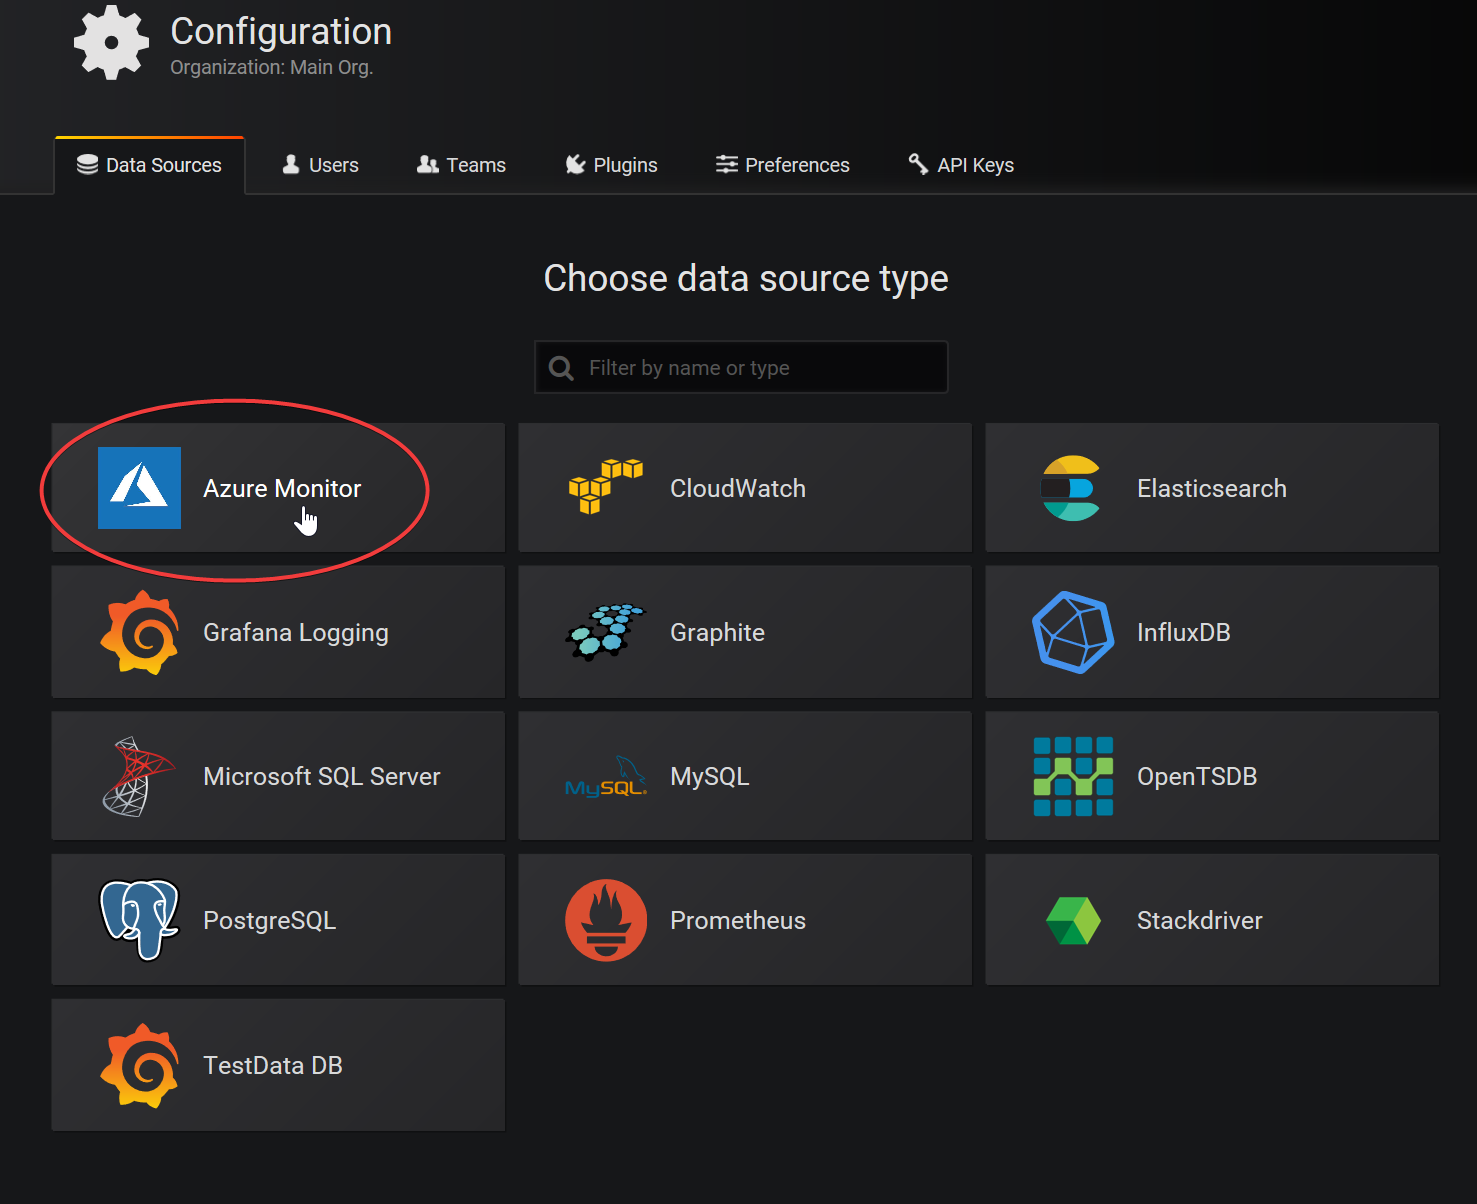 Configuration
Organization: Main Org.
Data Sources
Users
Teams
Plugins
Preferences
API Keys
Choose data source type
Filter by name or type
Azure Monitor
CloudWatch
Elasticsearch
Grafana Logging
Graphite
InfluxDB
Microsoft SQL Server
MySQL
MySQL
OpenTSDB
PostgreSQL
Prometheus
Stackdriver
TestData DB